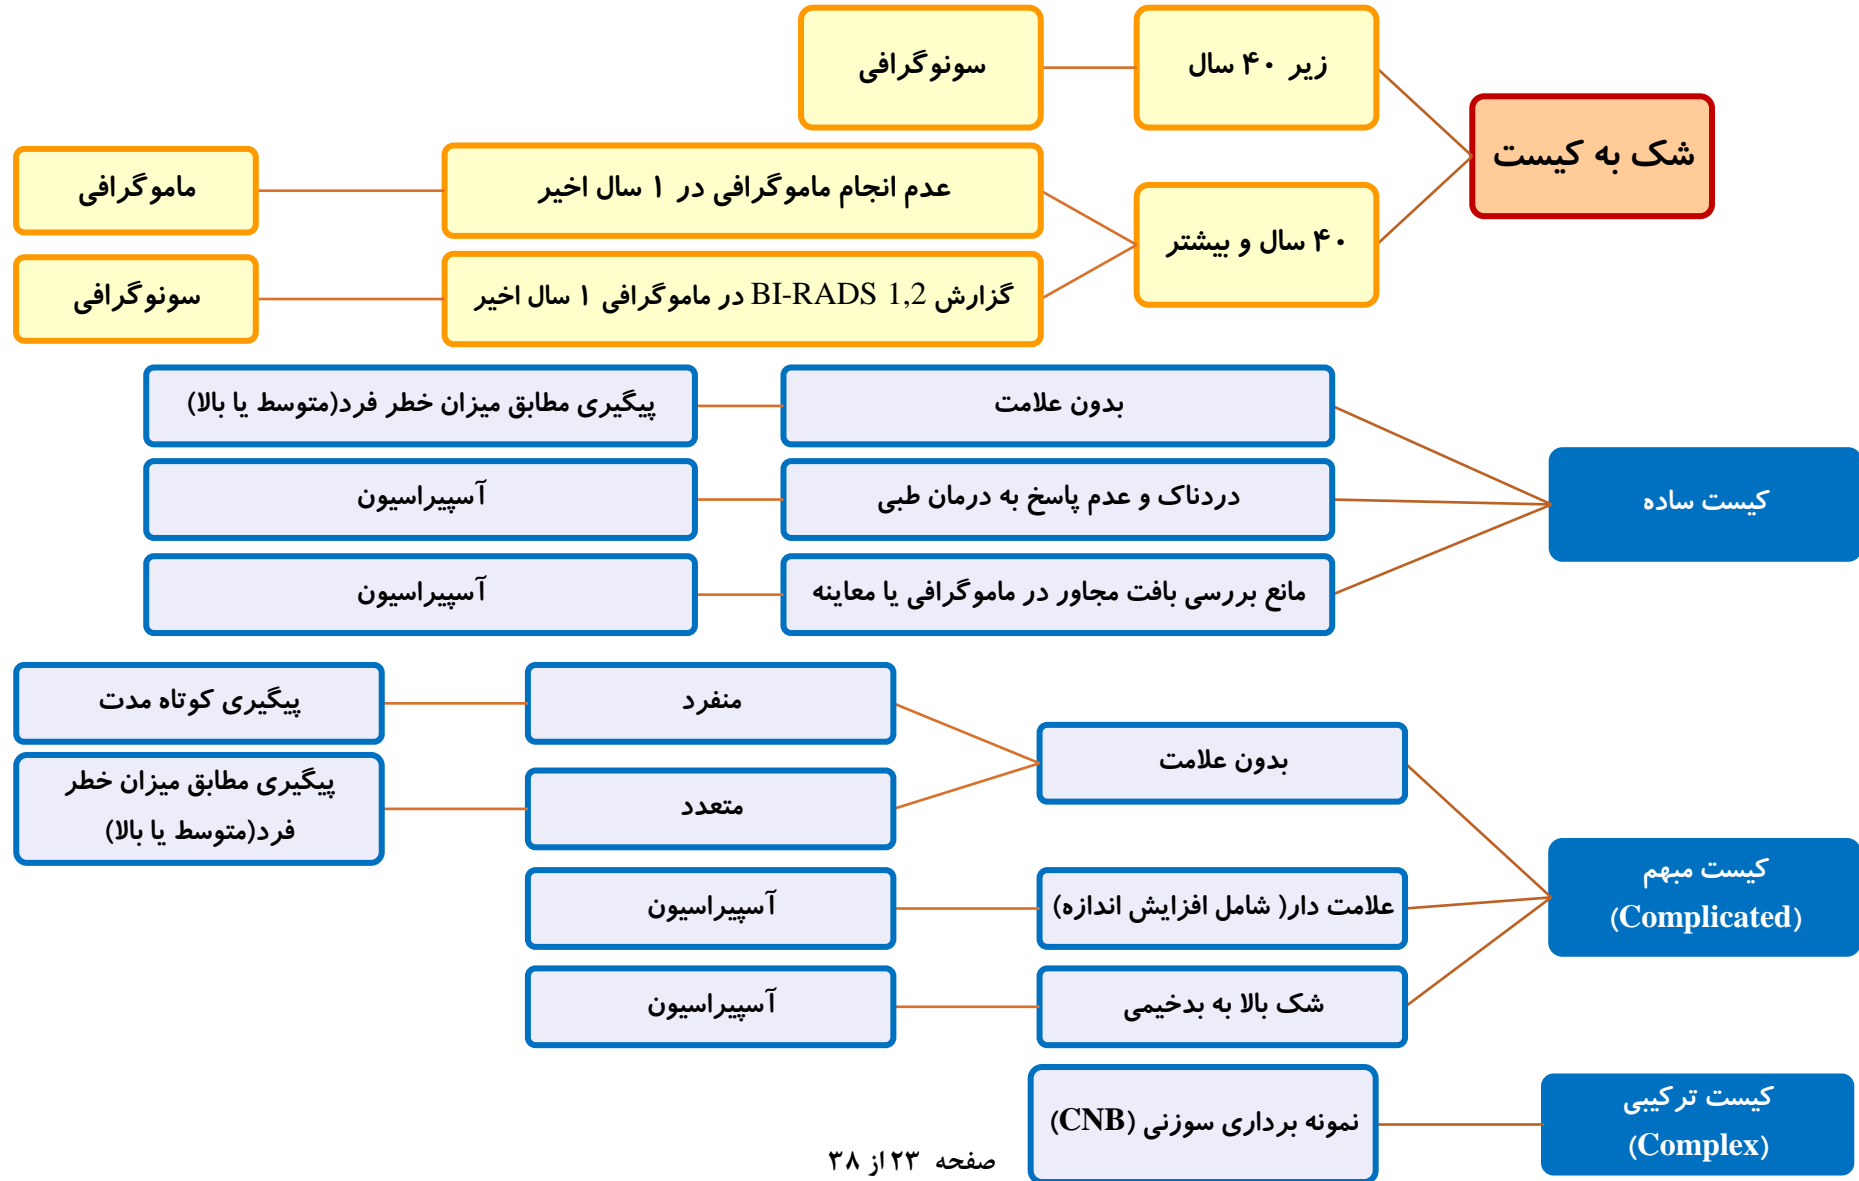 شک به کیست
زیر ۴۰ سال
سونوگرافی
۴۰ سال و بیشتر
عدم انجام ماموگرافی در ۱ سال اخیر
ماموگرافی
گزارش BI-RADS 1,2 در ماموگرافی ۱ سال اخیر
سونوگرافی
کیست ساده
بدون علامت
پیگیری مطابق میزان خطر فرد(متوسط یا بالا)
دردناک و عدم پاسخ به درمان طبی
آسپیراسیون
مانع بررسی بافت مجاور در ماموگرافی یا معاینه
آسپیراسیون
کیست مبهم
(Complicated)
بدون علامت
منفرد
پیگیری کوتاه مدت
متعدد
پیگیری مطابق میزان خطر
فرد(متوسط یا بالا)
علامت دار( شامل افزایش اندازه)
آسپیراسیون
شک بالا به بدخیمی
آسپیراسیون
کیست ترکیبی
(Complex)
نمونه برداری سوزنی (CNB)
صفحه ۲۳ از ۳۸